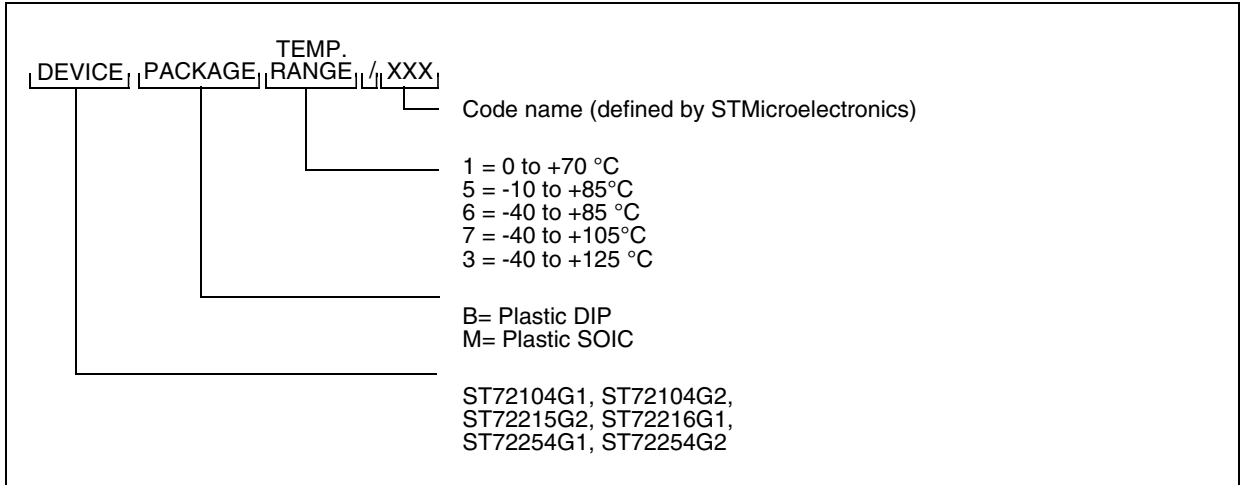 TEMP.
DEVICE PACKAGE RANGE / XXX
Code name (defined by STMicroelectronics)
1 = 0 to +70 °C
5 = -10 to +85°C
6 = -40 to +85 °C
7 = -40 to +105°C
3 = -40 to +125 °C
B= Plastic DIP
M= Plastic SOIC
ST72104G1, ST72104G2,
ST72215G2, ST72216G1,
ST72254G1, ST72254G2